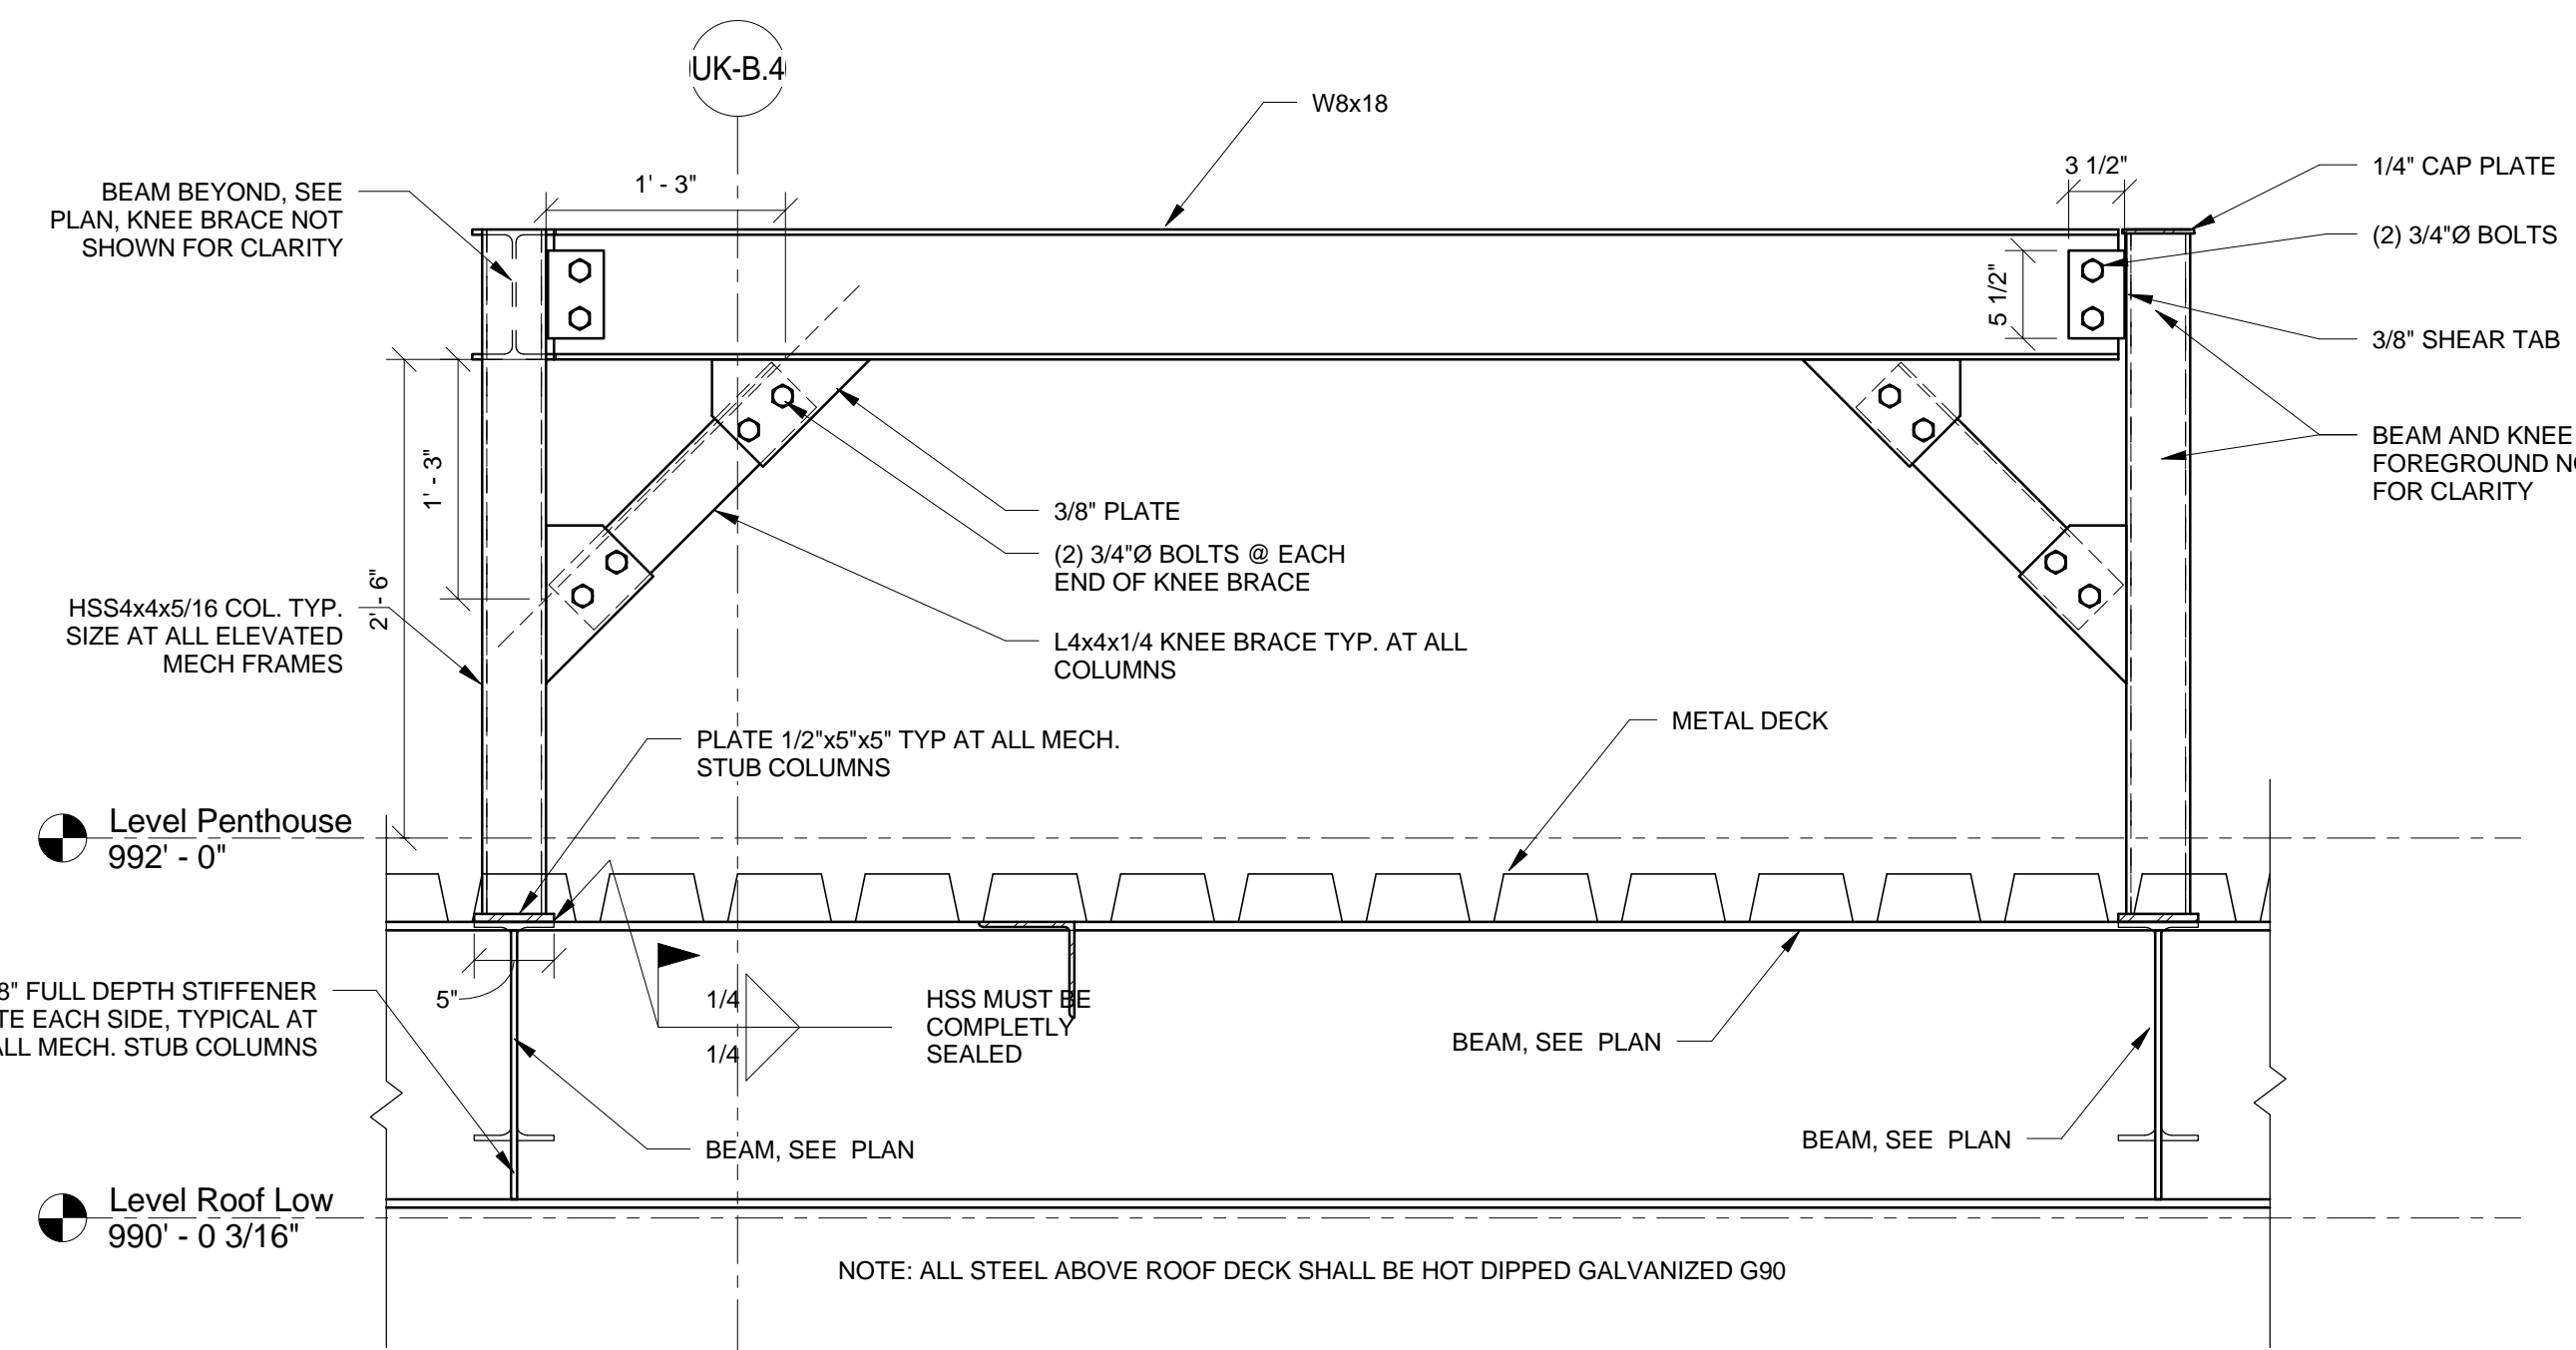 UK-B.4
W8x18
BEAM BEYOND, SEE
PLAN, KNEE BRACE NOT
SHOWN FOR CLARITY
1' - 3"
3 1/2"
1/4" CAP PLATE
(2) 3/4"Ø BOLTS
5 1/2"
3/8" SHEAR TAB
BEAM AND KNEE
FOREGROUND
FOR CLARITY
1' - 3"
2' - 6"
3/8" PLATE
(2) 3/4"Ø BOLTS @ EACH
END OF KNEE BRACE
HSS4x4x5/16 COL. TYP.
SIZE AT ALL ELEVATED
MECH FRAMES
L4x4x1/4 KNEE BRACE TYP. AT ALL
COLUMNS
PLATE 1/2"x5"x5" TYP AT ALL MECH.
STUB COLUMNS
METAL DECK
Level Penthouse
992' - 0"
8" FULL DEPTH STIFFENER
EACH SIDE, TYPICAL AT
ALL MECH. STUB COLUMNS
5"
1/4
1/4
HSS MUST BE
COMPLETLY
SEALED
BEAM, SEE PLAN
BEAM, SEE PLAN
BEAM, SEE PLAN
Level Roof Low
990' - 0 3/16"
NOTE: ALL STEEL ABOVE ROOF DECK SHALL BE HOT DIPPED GALVANIZED G90